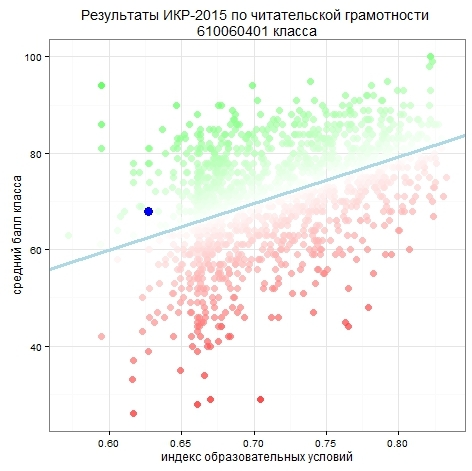 Результаты ИКР-2015 по читательской грамотности
610060401 класса
100
80
60
40
средний балл класса
0.60 0.65 0.70 0.75 0.80
индекс образовательных условий